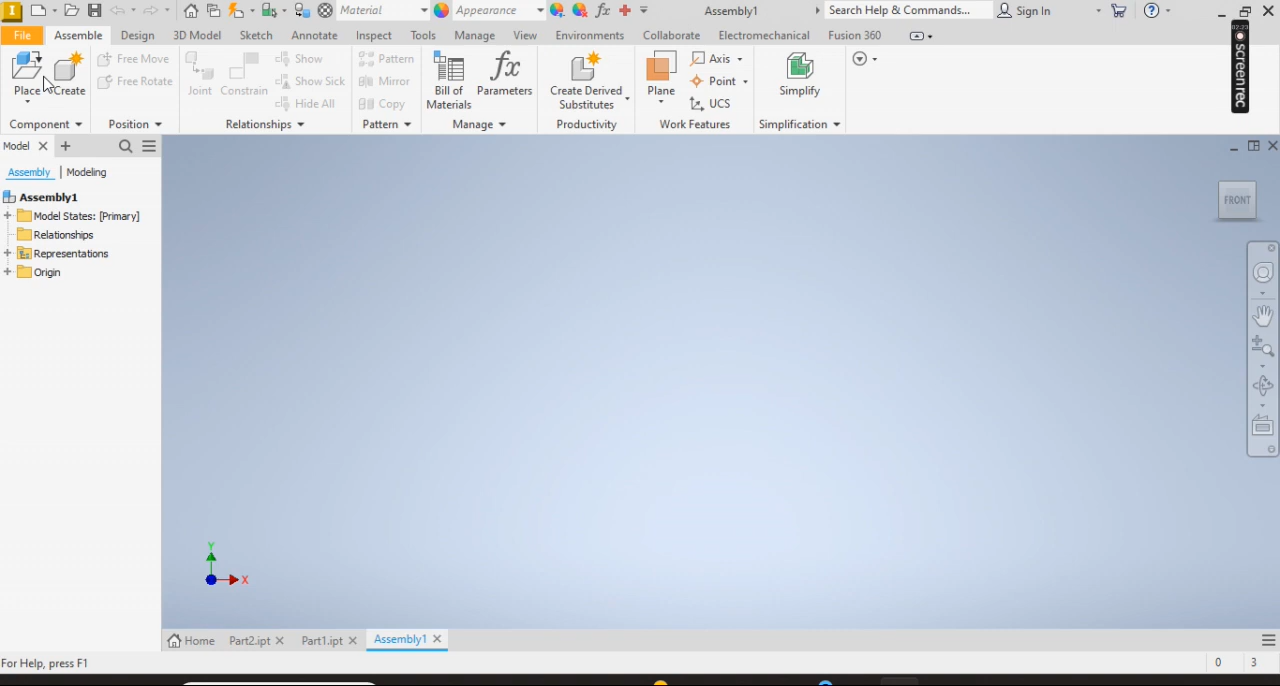 I Material Appearance fx Assembly1 Search Help & Commands... Sign In
File Assemble Design 3D Model Sketch Annotate Inspect Tools Manage View Environments Collaborate Electromechanical Fusion 360
Place Create Free Move Free Rotate Joint Constrain Show Show Sick Hide All Pattern Mirror Copy Bill of Materials fx Parameters Create Derived Substitutes Plane Axis Point UCS Simplify
Component Position Relationships Pattern Manage Productivity Work Features Simplification
screenrec
Model
Assembly | Modeling
Assembly1
Model States: [Primary]
Relationships
Representations
Origin
FRONT
Y
X
Home Part2.ipt Part1.ipt Assembly1
For Help, press F1 0 3